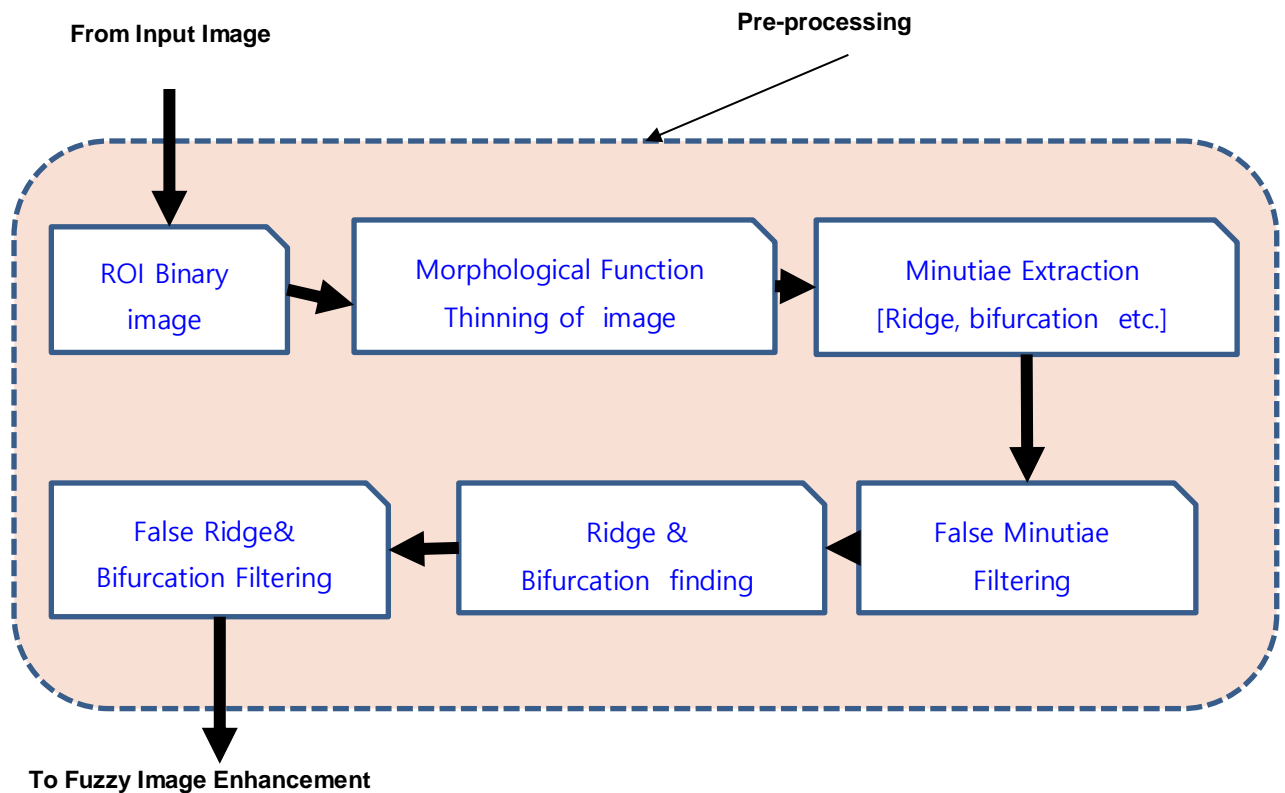 From Input Image
Pre-processing
ROI Binary
image
Morphological Function
Thinning of image
Minutiae Extraction
[Ridge, bifurcation etc.]
False Minutiae
Filtering
Ridge &
Bifurcation finding
False Ridge&
Bifurcation Filtering
To Fuzzy Image Enhancement